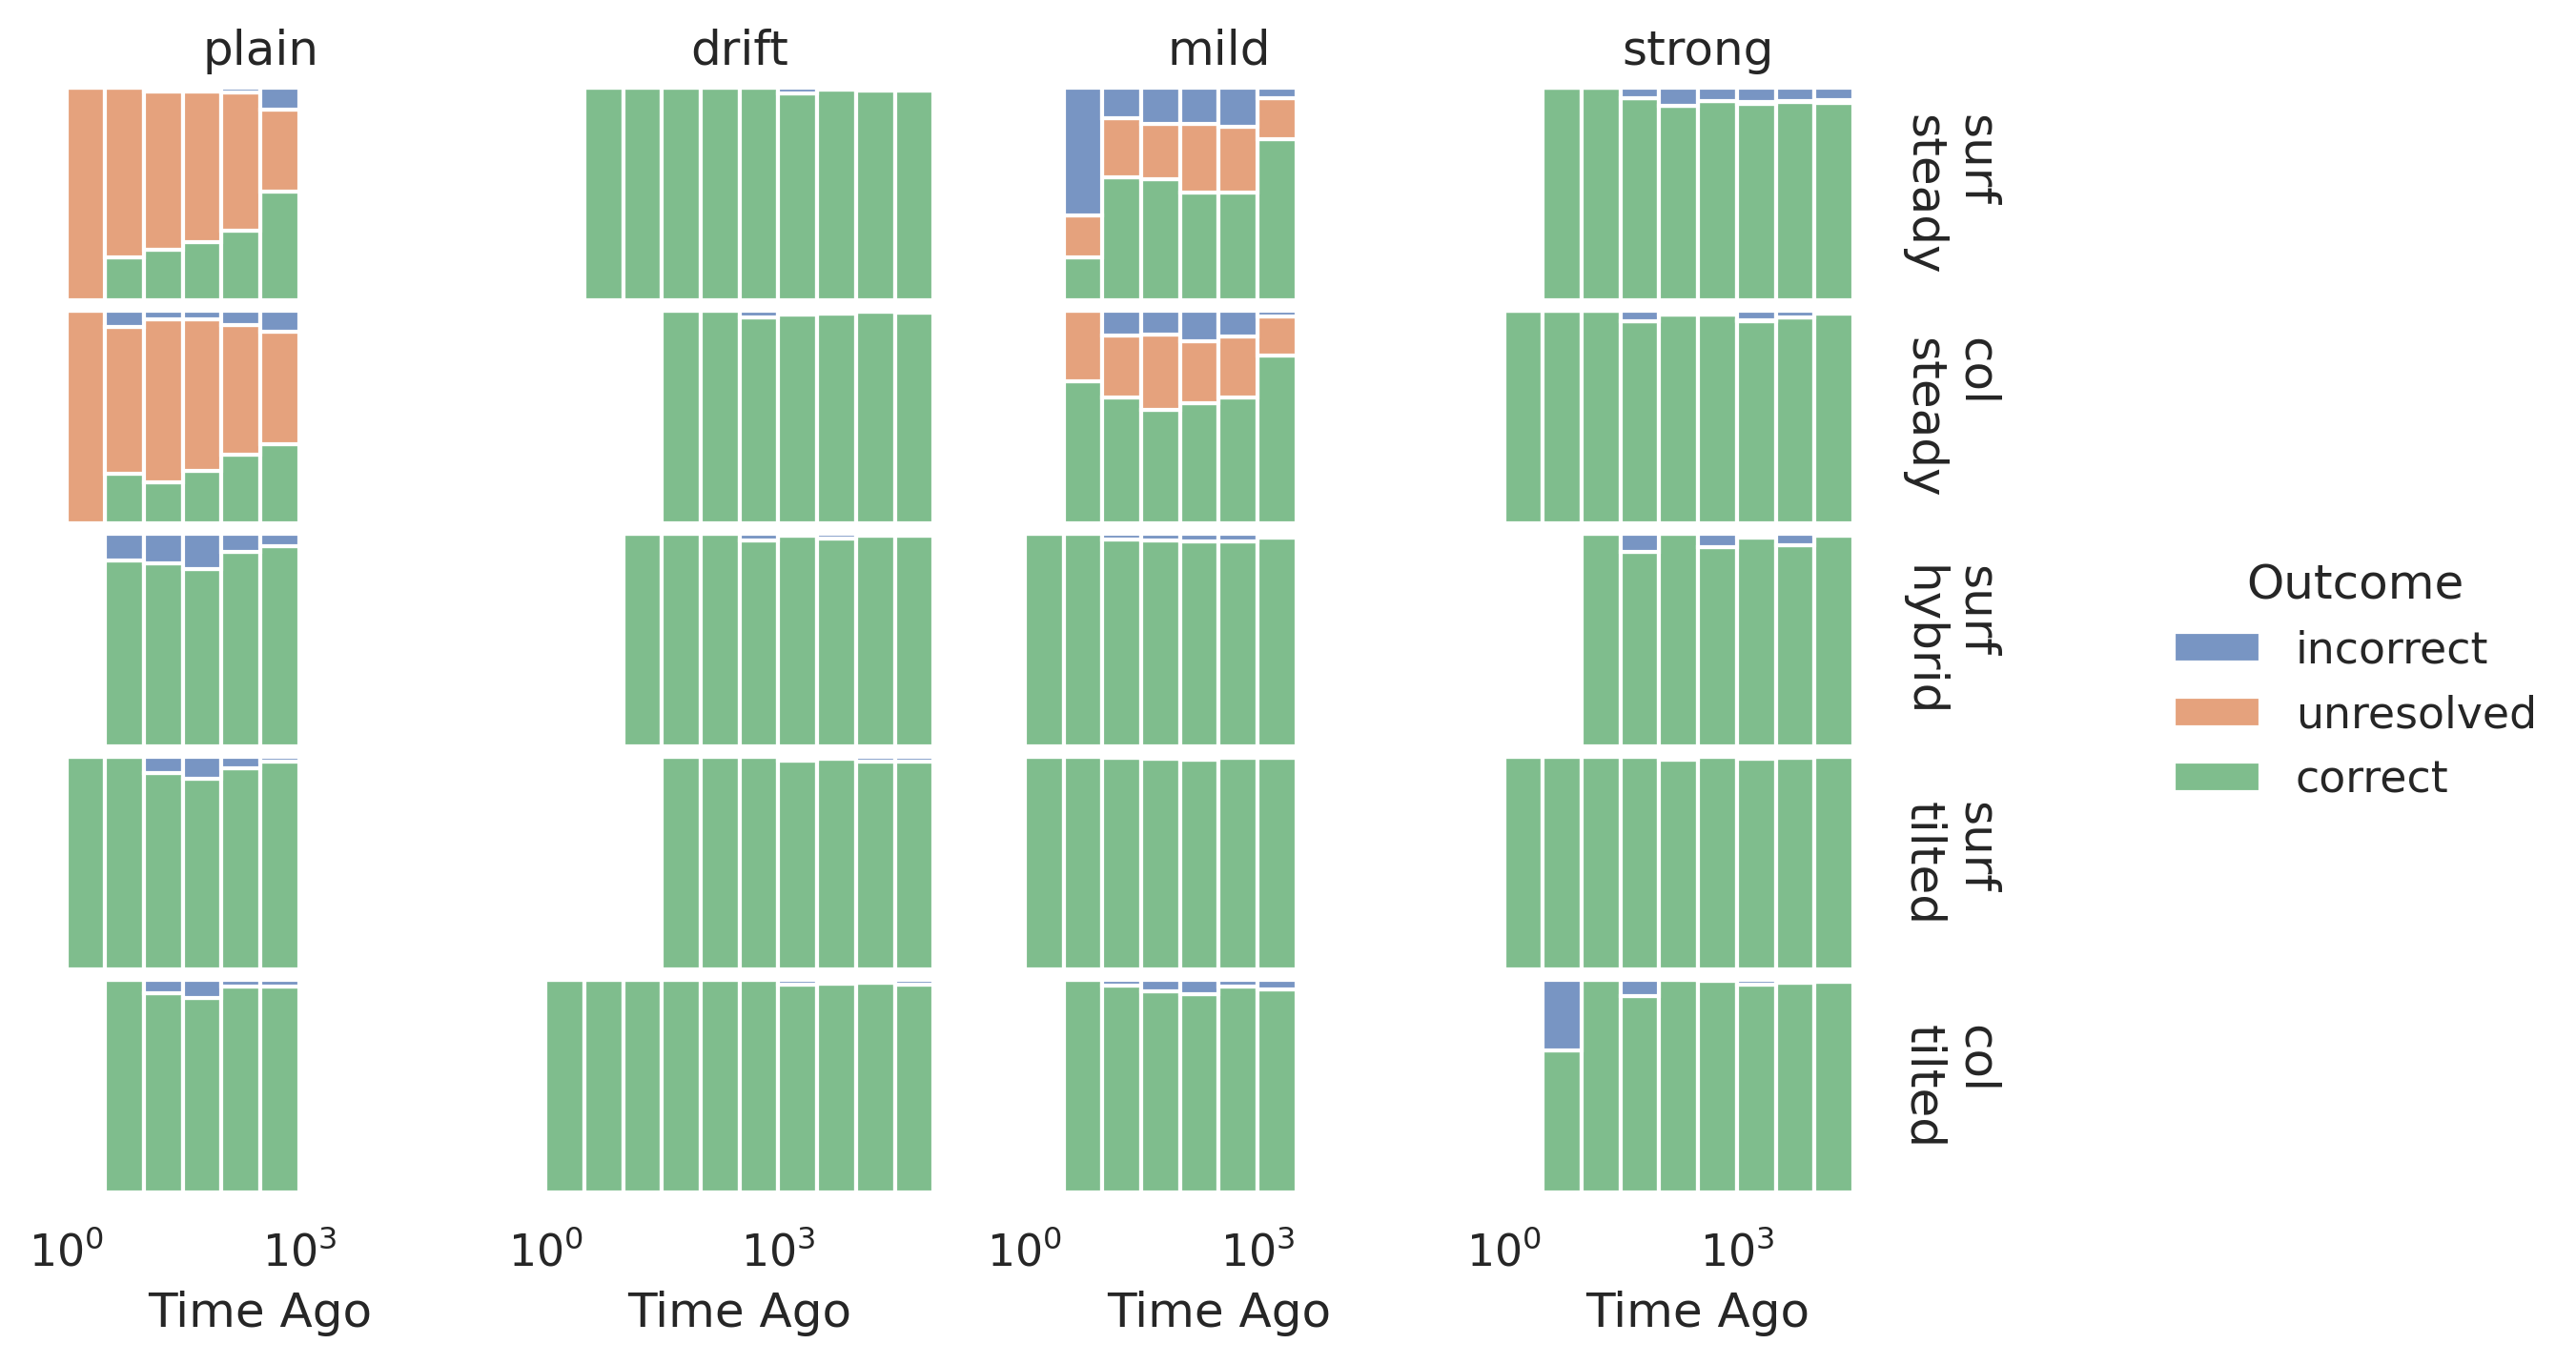 plain
drift
mild
strong
surf
steady
col
steady
surf
hybrid
surf
tilted
col
tilted
Outcome
incorrect
unresolved
correct
10⁰
10³
10⁰
10³
10⁰
10³
10⁰
10³
Time Ago
Time Ago
Time Ago
Time Ago